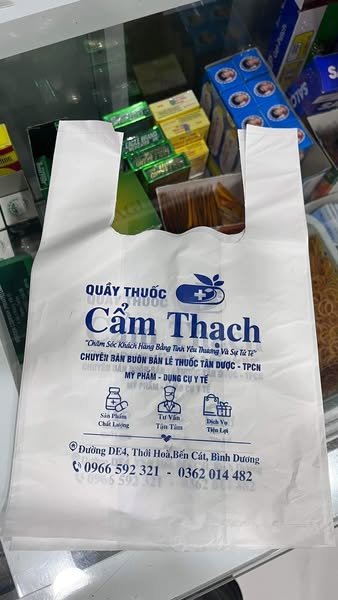 QUẦY THUỐC
Cẩm Thạch
"Chăm Sóc Khách Hàng Bằng Tình Yêu Thương Và Sự Tử Tế"
CHUYÊN BÁN BUÔN BÁN LẺ THUỐC TÂN DƯỢC - TPCN
MỸ PHẨM - DỤNG CỤ Y TẾ
Sản Phẩm
Chất Lượng
Tư Vấn
Tận Tâm
Dịch Vụ
Tiện Lợi
Đường DE4, Thới Hoà,Bến Cát, Bình Dương
0966 592 321 - 0362 014 482